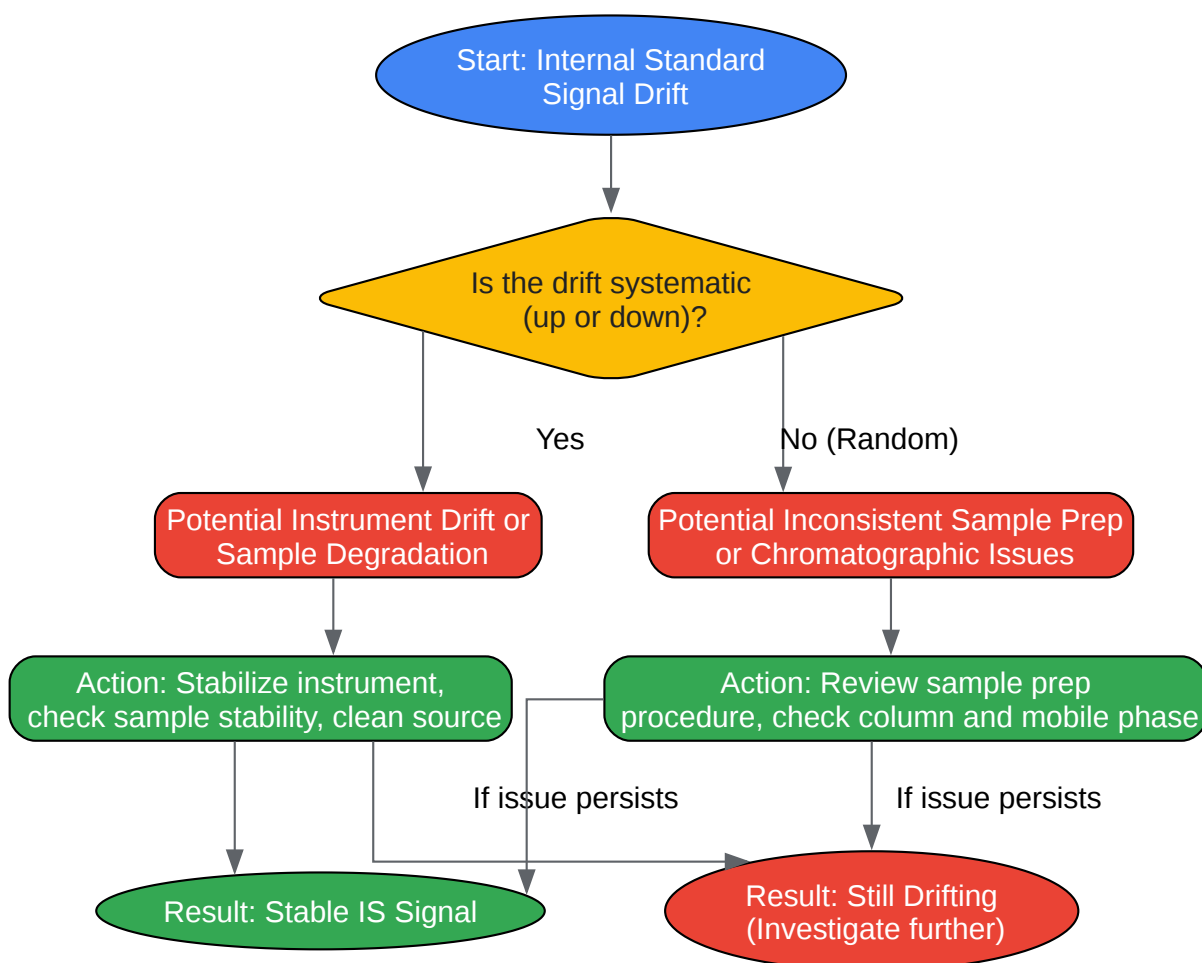 Start: Internal Standard
Signal Drift
Is the drift systematic
(up or down)?
Yes
No (Random)
Potential Instrument Drift or
Sample Degradation
Potential Inconsistent Sample Prep
or Chromatographic Issues
Action: Stabilize instrument,
check sample stability, clean source
Action: Review sample prep
procedure, check column and mobile phase
If issue persists
If issue persists
Result: Stable IS Signal
Result: Still Drifting
(Investigate further)